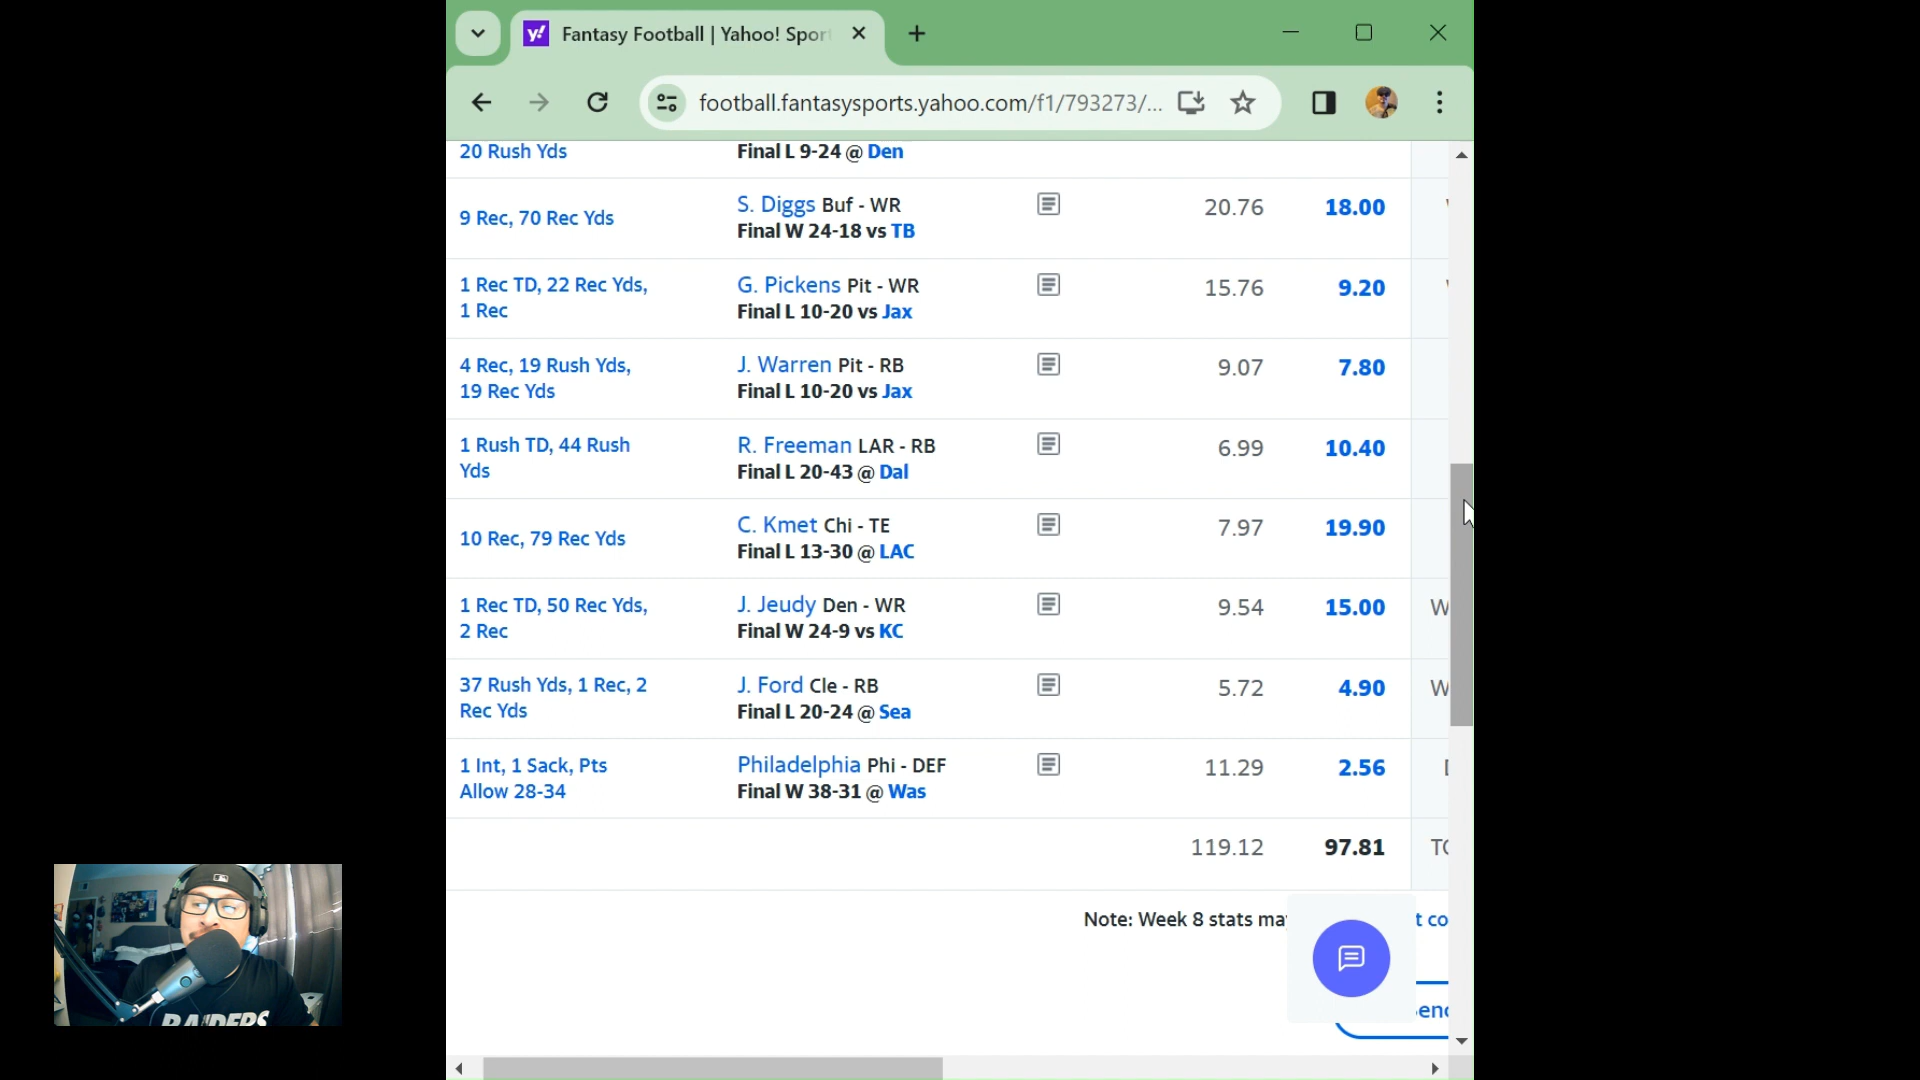 Fantasy Football | Yahoo! Spor
football.fantasysports.yahoo.com/f1/793273/...
20 Rush Yds
Final L 9-24 @ Den
9 Rec, 70 Rec Yds
S. Diggs Buf - WR
Final W 24-18 vs TB
20.76
18.00
1 Rec TD, 22 Rec Yds,
1 Rec
G. Pickens Pit - WR
Final L 10-20 vs Jax
15.76
9.20
4 Rec, 19 Rush Yds,
19 Rec Yds
J. Warren Pit - RB
Final L 10-20 vs Jax
9.07
7.80
1 Rush TD, 44 Rush
Yds
R. Freeman LAR - RB
Final L 20-43 @ Dal
6.99
10.40
10 Rec, 79 Rec Yds
C. Kmet Chi - TE
Final L 13-30 @ LAC
7.97
19.90
1 Rec TD, 50 Rec Yds,
2 Rec
J. Jeudy Den - WR
Final W 24-9 vs KC
9.54
15.00
W
37 Rush Yds, 1 Rec, 2
Rec Yds
J. Ford Cle - RB
Final L 20-24 @ Sea
5.72
4.90
W
1 Int, 1 Sack, Pts
Allow 28-34
Philadelphia Phi - DEF
Final W 38-31 @ Was
11.29
2.56
119.12
97.81
Note: Week 8 stats ma
t co
RAIDERS